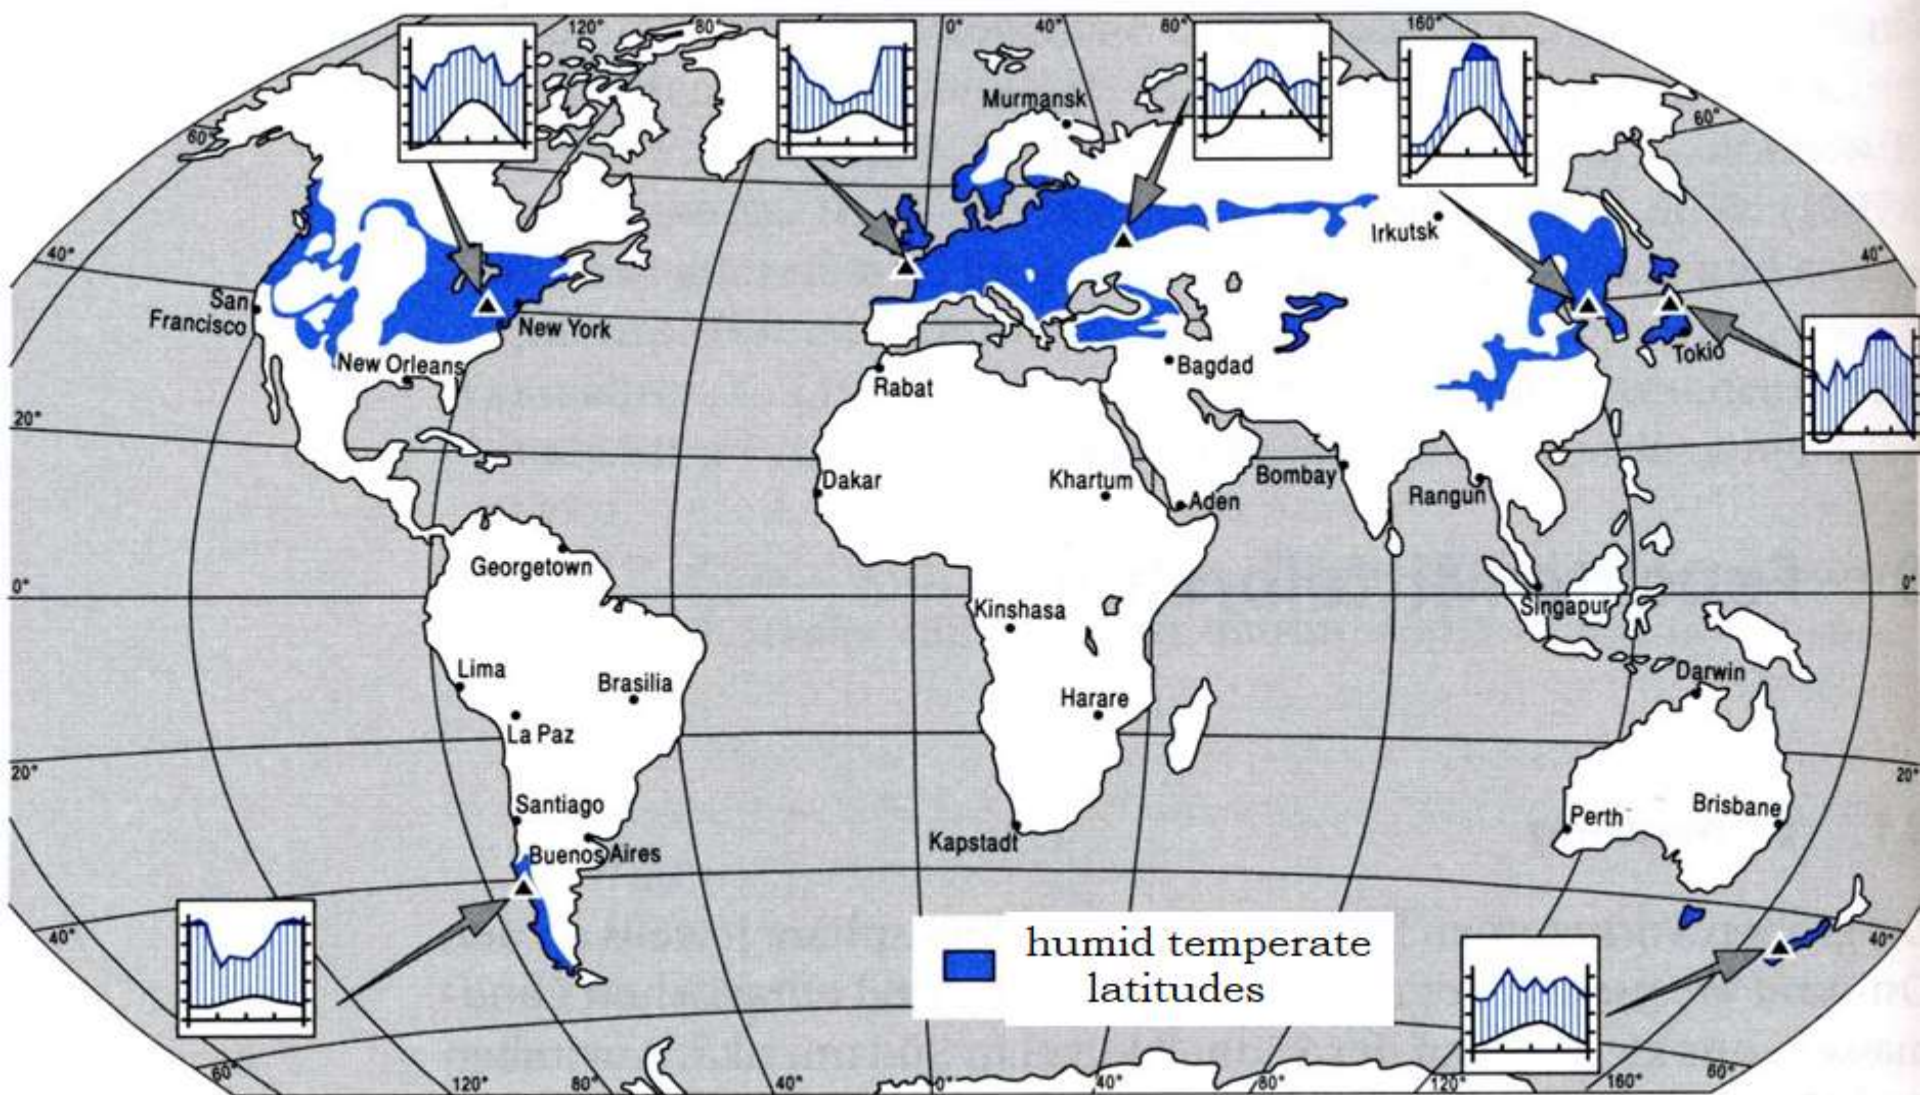 120°
80°
0°
40°
80°
160°
Murmansk
60°
60°
Irkutsk
40°
40°
San
Francisco
New York
Tokio
New Orleans
Bagdad
Rabat
20°
Dakar
Khartum
Aden
Bombay
Rangun
Georgetown
0°
0°
Kinshasa
Singapur
Lima
Brasilia
Harare
Darwin
La Paz
20°
20°
Santiago
Perth
Brisbane
Buenos Aires
Kapstadt
humid temperate
latitudes
40°
40°
60°
60°
120°
80°
40°
0°
40°
80°
120°
160°